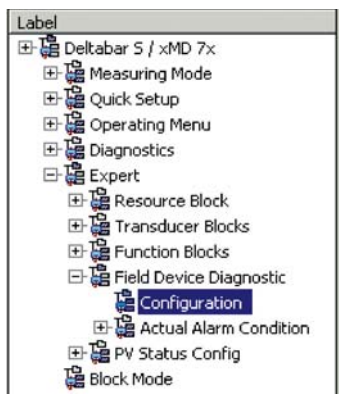 Label
Deltabar S / xMD 7x
Measuring Mode
Quick Setup
Operating Menu
Diagnostics
Expert
Resource Block
Transducer Blocks
Function Blocks
Field Device Diagnostic
Configuration
Actual Alarm Condition
PV Status Config
Block Mode